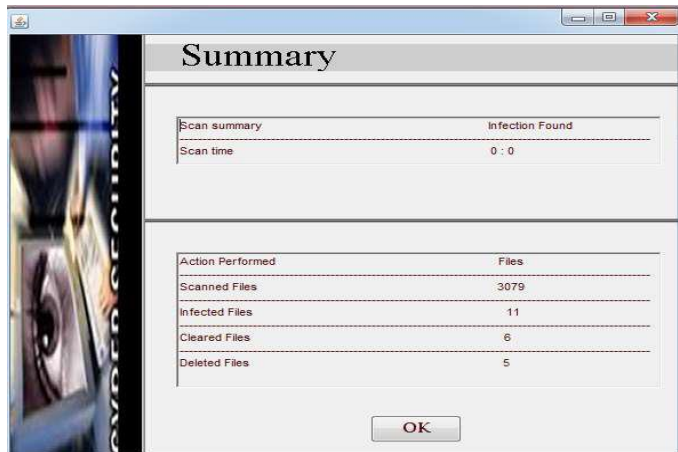 Summary
Scan summary Infection Found
Scan time 0 : 0
Action Performed Files
Scanned Files 3079
Infected Files 11
Cleared Files 6
Deleted Files 5
OK
CYBER SECURITY